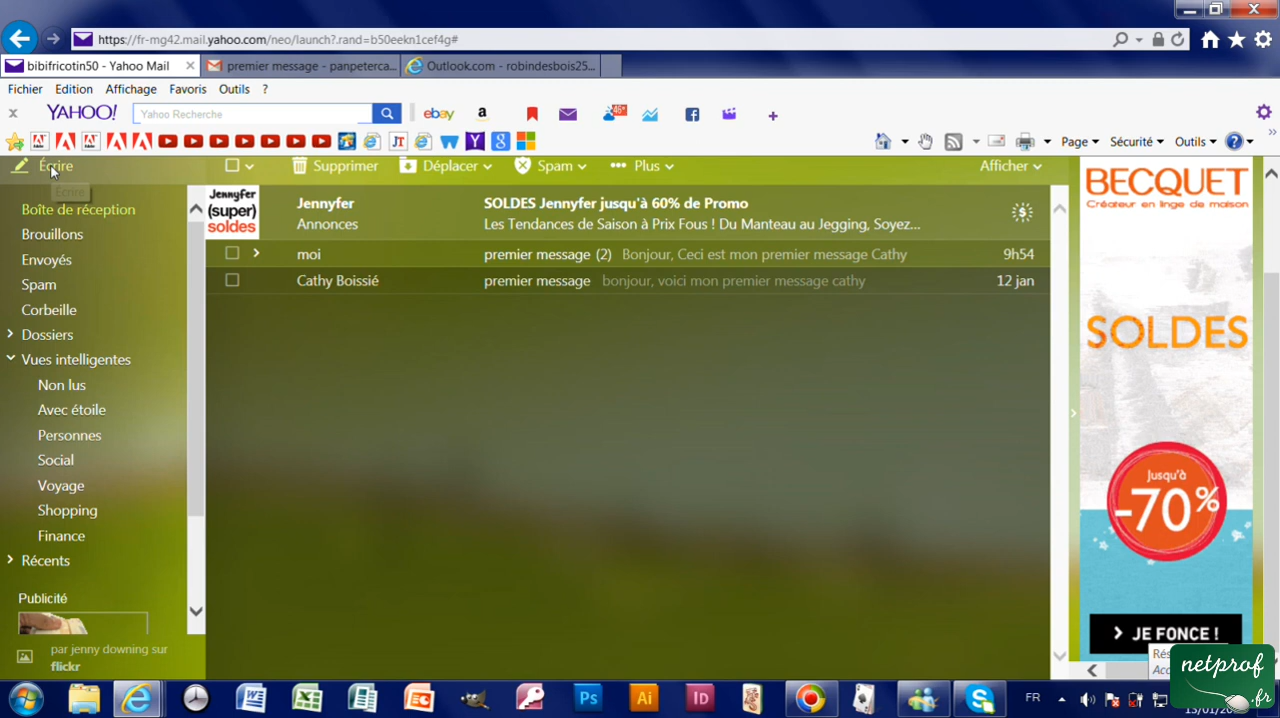 https://fr-mg42.mail.yahoo.com/neo/launch?.rand=b50eekn1cef4g#
bibifricotin50 - Yahoo Mail
premier message - panpeterca...
Outlook.com - robindesbois25...
Fichier Edition Affichage Favoris Outils ?
x YAHOO! Yahoo Recherche ebay a +
JT Page Sécurité Outils
Écrire
Supprimer Déplacer Spam Plus Afficher
Écrire
Boîte de réception
Brouillons
Envoyés
Spam
Corbeille
Dossiers
Vues intelligentes
Non lus
Avec étoile
Personnes
Social
Voyage
Shopping
Finance
Récents
Publicité
par jenny downing sur
flickr
Jennyfer
(super)
soldes
Jennyfer SOLDES Jennyfer jusqu'à 60% de Promo
Annonces Les Tendances de Saison à Prix Fous ! Du Manteau au Jegging, Soyez...
moi premier message (2) Bonjour, Ceci est mon premier message Cathy 9h54
Cathy Boissié premier message bonjour, voici mon premier message cathy 12 jan
BECQUET
Créateur en linge de maison
SOLDES
Jusqu'à
-70%
JE FONCE !
netprof
.fr
Ps Ai Id
FR